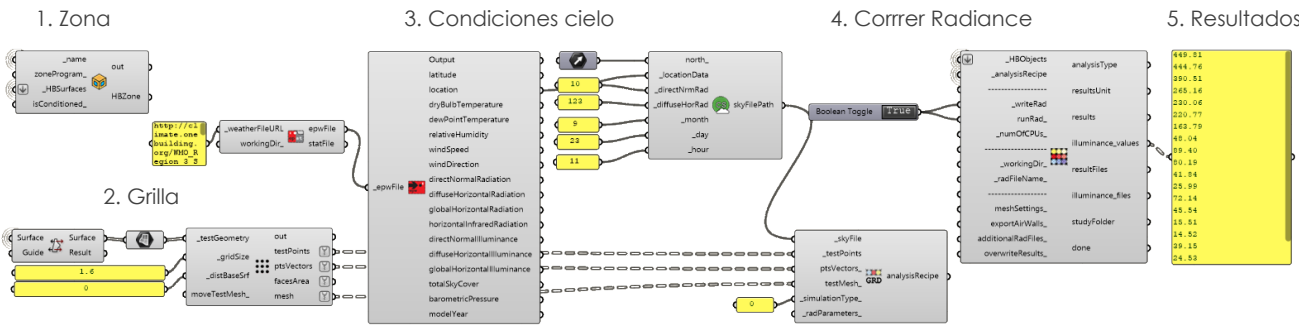 1. Zona
3. Condiciones cielo
4. Corrrer Radiance
5. Resultados
_name
zoneProgram_
_HBSurfaces
isConditioned_
out
HBZone
http://cl
imate.one
building.
org/WMO_R
egion_3_S
_weatherFileURL
workingDir_
epwFile
statFile
2. Grilla
Surface
Guide
Surface
Result
1.6
0
_testGeometry
_gridSize
_distBaseSrf
moveTestMesh_
out
testPoints
ptsVectors
facesArea
mesh
_epwFile
Output
latitude
location
dryBulbTemperature
dewPointTemperature
relativeHumidity
windSpeed
windDirection
directNormalRadiation
diffuseHorizontalRadiation
globalHorizontalRadiation
horizontalInfraredRadiation
directNormalIlluminance
diffuseHorizontalIlluminance
globalHorizontalIlluminance
totalSkyCover
barometricPressure
modelYear
10
123
9
23
11
north_
_locationData
_directNrmRad
_diffuseHorRad
_month
_day
_hour
skyFilePath
Boolean Toggle True
_skyFile
_testPoints
ptsVectors_
testMesh_
_simulationType_
_radParameters_
GRD
analysisRecipe
0
_HBObjects
_analysisRecipe
--------------------
_writeRad
runRad_
_numOfCPUs_
--------------------
_workingDir_
_radFileName_
--------------------
meshSettings_
exportAirWalls_
additionalRadFiles_
overwriteResults_
analysisType
resultsUnit
results
illuminance_values
resultFiles
illuminance_files
studyFolder
done
449.81
444.76
390.51
265.16
230.06
220.77
163.79
45.04
89.40
80.19
41.84
25.99
72.14
45.54
15.51
14.52
39.15
24.53